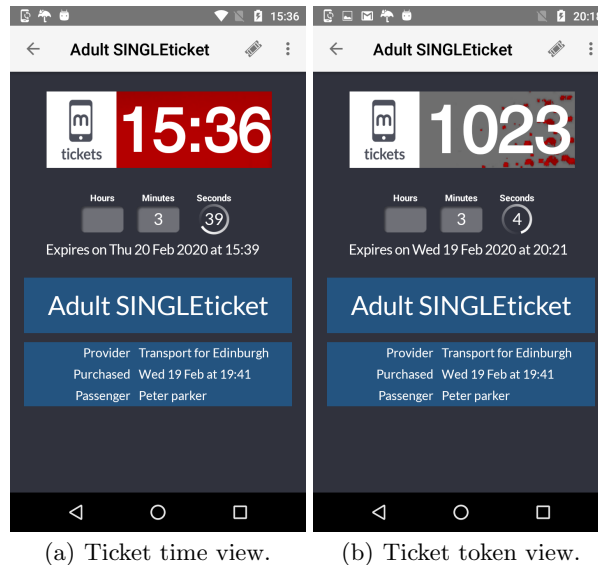 15:36
Adult SINGLEticket
m
tickets
15:36
Hours Minutes Seconds
3 39
Expires on Thu 20 Feb 2020 at 15:39
Adult SINGLEticket
Provider Transport for Edinburgh
Purchased Wed 19 Feb at 19:41
Passenger Peter parker
(a) Ticket time view.
20:18
Adult SINGLEticket
m
tickets
1023
Hours Minutes Seconds
3 4
Expires on Wed 19 Feb 2020 at 20:21
Adult SINGLEticket
Provider Transport for Edinburgh
Purchased Wed 19 Feb at 19:41
Passenger Peter parker
(b) Ticket token view.